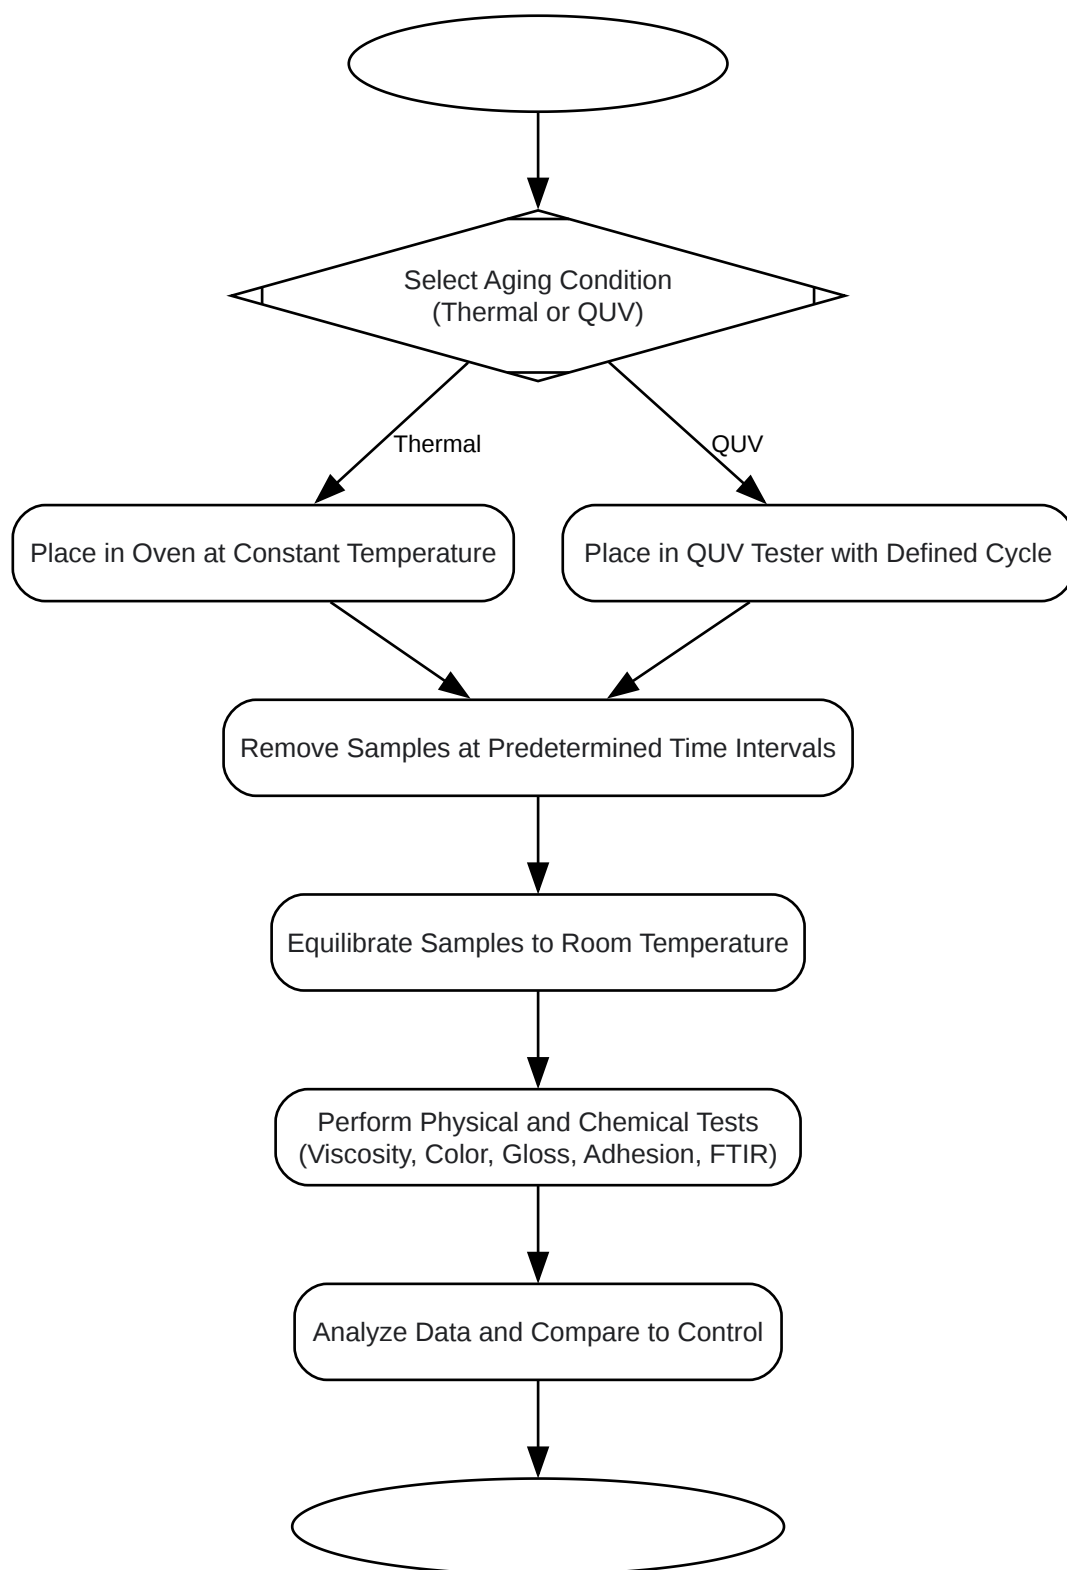 Select Aging Condition
(Thermal or QUV)
Thermal
QUV
Place in Oven at Constant Temperature
Place in QUV Tester with Defined Cycle
Remove Samples at Predetermined Time Intervals
Equilibrate Samples to Room Temperature
Perform Physical and Chemical Tests
(Viscosity, Color, Gloss, Adhesion, FTIR)
Analyze Data and Compare to Control